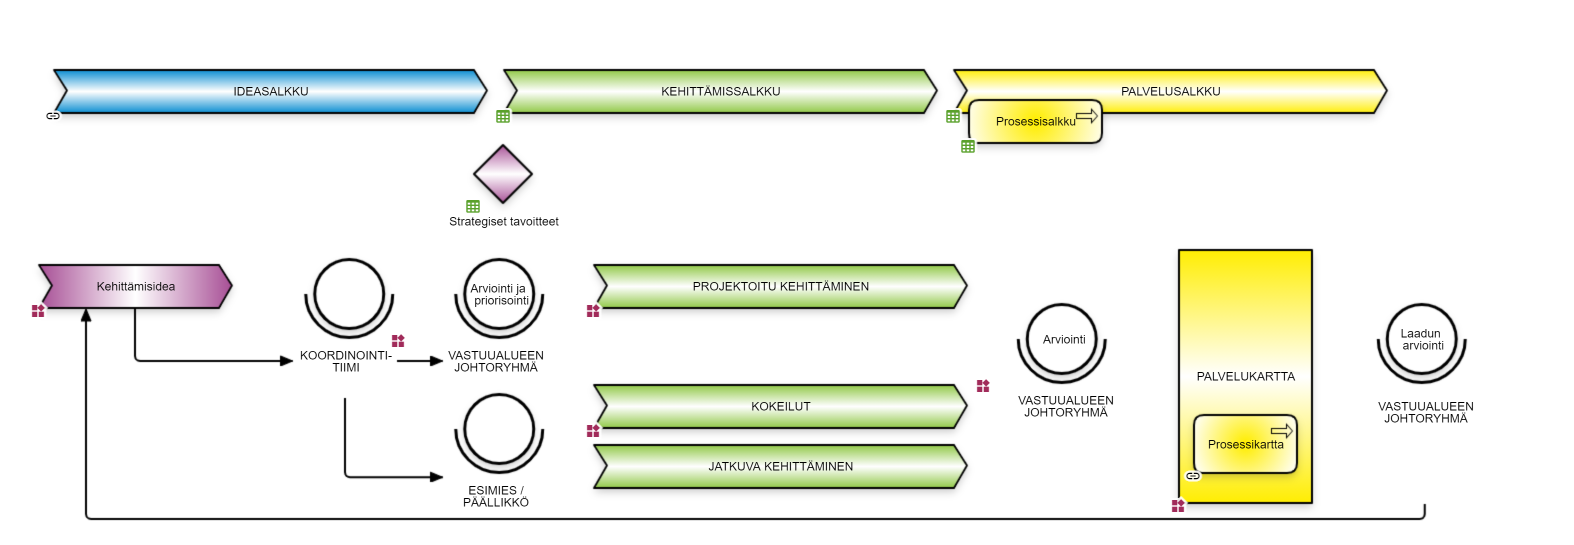 IDEASALKKU
KEHITTÄMISSALKKU
PALVELUSALKKU
Prosessisalkku
Strategiset tavoitteet
Kehittämisidea
KOORDINOINTI-
TIIMI
Arviointi ja
priorisointi
VASTUUALUEEN
JOHTORYHMÄ
ESIMIES /
PÄÄLLIKKÖ
PROJEKTOITU KEHITTÄMINEN
KOKEILUT
JATKUVA KEHITTÄMINEN
Arviointi
VASTUUALUEEN
JOHTORYHMÄ
PALVELUKARTTA
Prosessikartta
Laadun
arviointi
VASTUUALUEEN
JOHTORYHMÄ